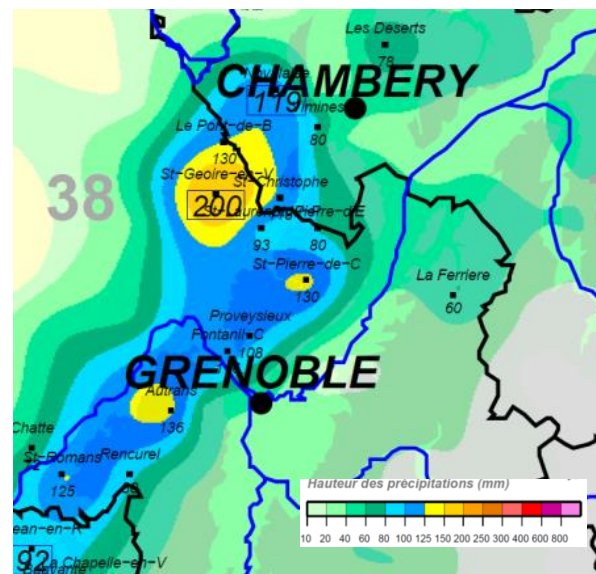 Les Deserts
78
Novalaise
CHAMBERY
119
Vimines
80
Le Pont-de-B
130
St-Geoire-en-V
St-Christophe
38
200
93
80
St-Pierre-de-C
130
La Ferriere
60
Proveysieux
108
Fontanil-C
GRENOBLE
Autrans
136
Chatte
St-Romans
125
Rencurel
92
La Chapelle-en-V
Hauteur des précipitations (mm)
10 20 40 60 80 100 125 150 200 250 300 400 600 800